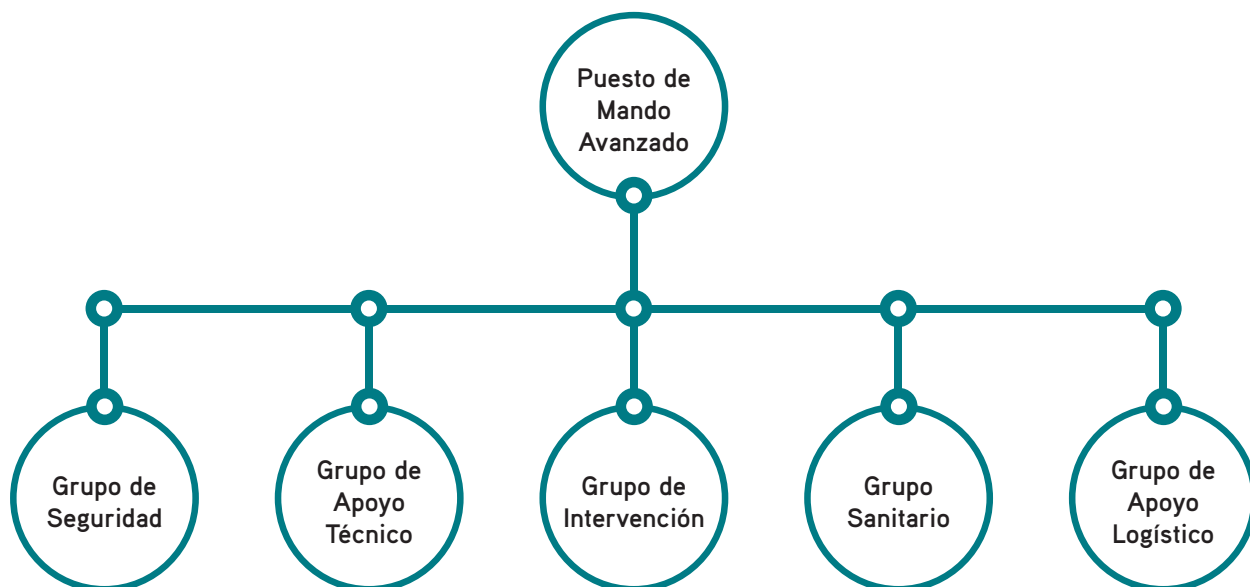 Puesto de
Mando
Avanzado
Grupo de
Seguridad
Grupo de
Apoyo
Técnico
Grupo de
Intervención
Grupo
Sanitario
Grupo de
Apoyo
Logístico